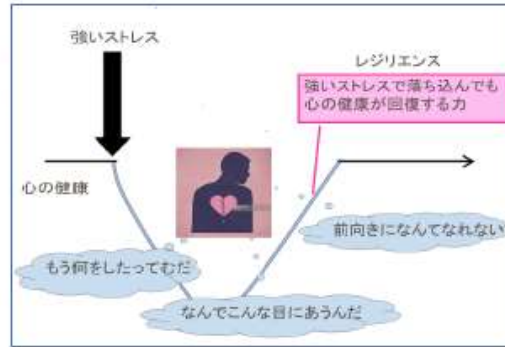 強いストレス
レジリエンス
強いストレスで落ち込んでも
心の健康が回復する力
心の健康
前向きになんてなれない
もう何をしたってむだ
なんでこんな目にあうんだ